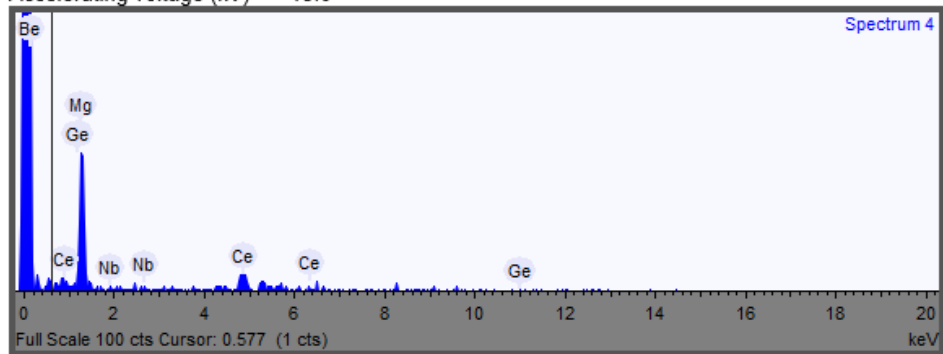 Spectrum 4
Be
Mg
Ge
Ce Nb Nb Ce Ce Ge
0 2 4 6 8 10 12 14 16 18 20
Full Scale 100 cts Cursor: 0.577 (1 cts) keV